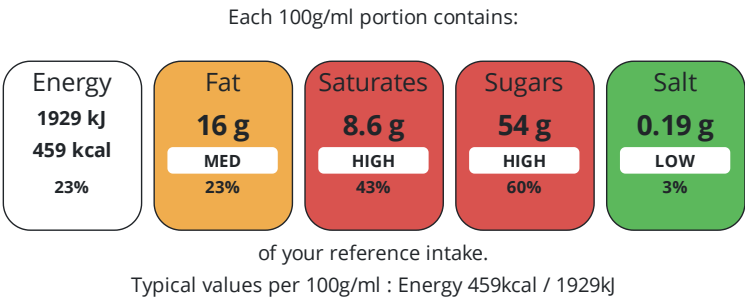 Each 100g/ml portion contains:
Energy
1929 kJ
459 kcal
23%
Fat
16 g
MED
23%
Saturates
8.6 g
HIGH
43%
Sugars
54 g
HIGH
60%
Salt
0.19 g
LOW
3%
of your reference intake.
Typical values per 100g/ml : Energy 459kcal / 1929kJ